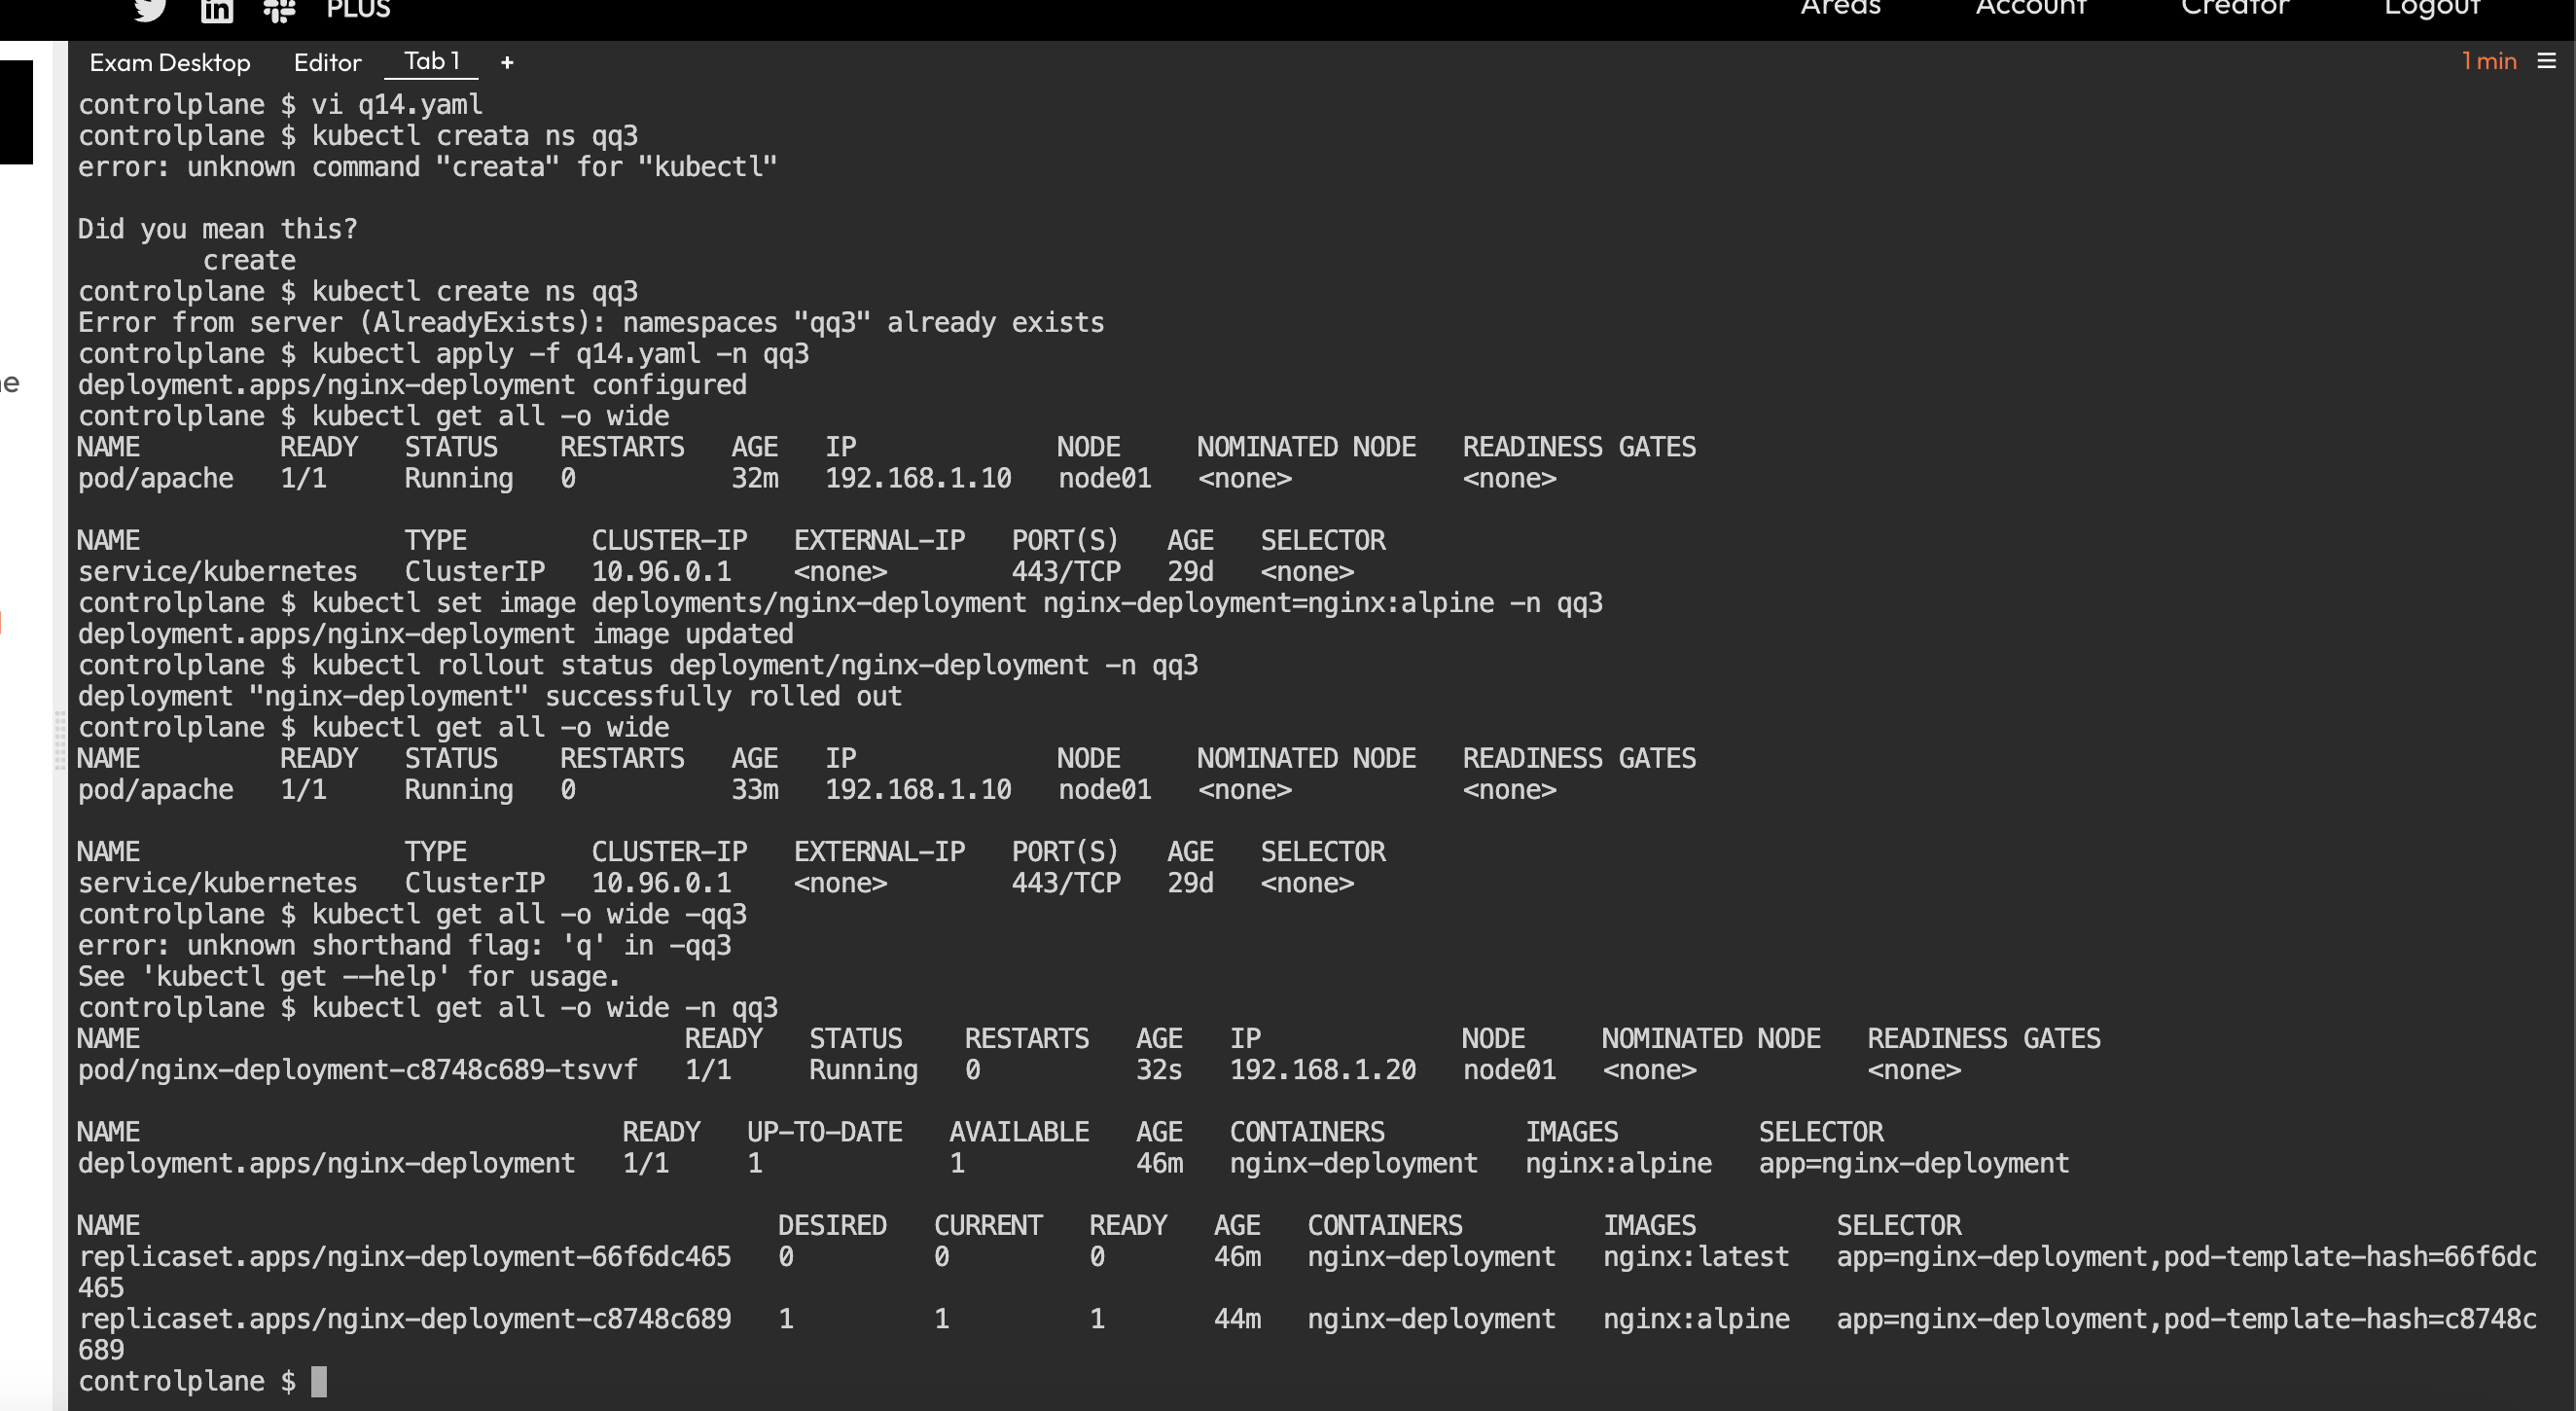 PLUS Areas Account Creator Logout
Exam Desktop Editor Tab 1 + 1 min
controlplane $ vi q14.yaml
controlplane $ kubectl creata ns qq3
error: unknown command "creata" for "kubectl"
Did you mean this?
create
controlplane $ kubectl create ns qq3
Error from server (AlreadyExists): namespaces "qq3" already exists
controlplane $ kubectl apply -f q14.yaml -n qq3
deployment.apps/nginx-deployment configured
controlplane $ kubectl get all -o wide
NAME READY STATUS RESTARTS AGE IP NODE NOMINATED NODE READINESS GATES
pod/apache 1/1 Running 0 32m 192.168.1.10 node01 <none> <none>
NAME TYPE CLUSTER-IP EXTERNAL-IP PORT(S) AGE SELECTOR
service/kubernetes ClusterIP 10.96.0.1 <none> 443/TCP 29d <none>
controlplane $ kubectl set image deployments/nginx-deployment nginx-deployment=nginx:alpine -n qq3
deployment.apps/nginx-deployment image updated
controlplane $ kubectl rollout status deployment/nginx-deployment -n qq3
deployment "nginx-deployment" successfully rolled out
controlplane $ kubectl get all -o wide
NAME READY STATUS RESTARTS AGE IP NODE NOMINATED NODE READINESS GATES
pod/apache 1/1 Running 0 33m 192.168.1.10 node01 <none> <none>
NAME TYPE CLUSTER-IP EXTERNAL-IP PORT(S) AGE SELECTOR
service/kubernetes ClusterIP 10.96.0.1 <none> 443/TCP 29d <none>
controlplane $ kubectl get all -o wide -qq3
error: unknown shorthand flag: 'q' in -qq3
See 'kubectl get --help' for usage.
controlplane $ kubectl get all -o wide -n qq3
NAME READY STATUS RESTARTS AGE IP NODE NOMINATED NODE READINESS GATES
pod/nginx-deployment-c8748c689-tsvvf 1/1 Running 0 32s 192.168.1.20 node01 <none> <none>
NAME READY UP-TO-DATE AVAILABLE AGE CONTAINERS IMAGES SELECTOR
deployment.apps/nginx-deployment 1/1 1 1 46m nginx-deployment nginx:alpine app=nginx-deployment
NAME DESIRED CURRENT READY AGE CONTAINERS IMAGES SELECTOR
replicaset.apps/nginx-deployment-66f6dc465 0 0 0 46m nginx-deployment nginx:latest app=nginx-deployment,pod-template-hash=66f6dc
465
replicaset.apps/nginx-deployment-c8748c689 1 1 1 44m nginx-deployment nginx:alpine app=nginx-deployment,pod-template-hash=c8748c
689
controlplane $